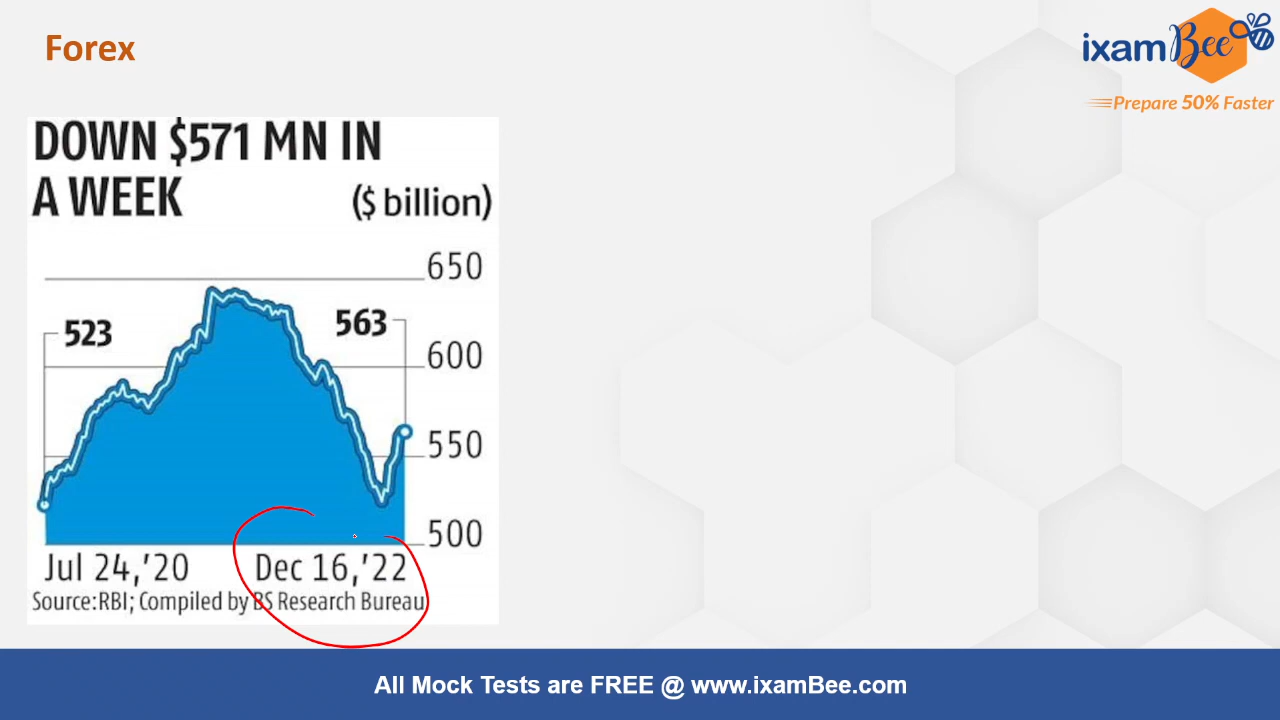 Forex
ixamBee
Prepare 50% Faster
DOWN $571 MN IN
A WEEK ($ billion)
650
523
563
600
550
500
Jul 24,'20 Dec 16,'22
Source:RBI; Compiled by BS Research Bureau
All Mock Tests are FREE @ www.ixamBee.com